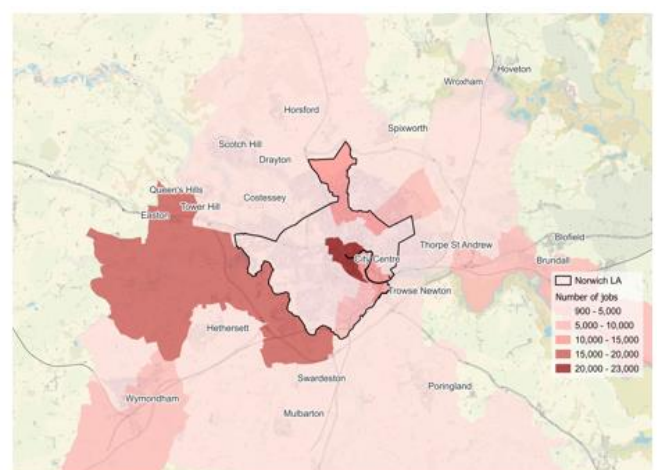 Hoveton
Wroxham
Horsford
Spixworth
Scotch Hill
Drayton
Queen's Hills
Costessey
Tower Hill
Easton
Blofield
Thorpe St Andrew
City Centre
Brundall
Trowse Newton
Hethersett
Swardeston
Poringland
Wymondham
Mulbarton
Norwich LA
Number of jobs
900 - 5,000
5,000 - 10,000
10,000 - 15,000
15,000 - 20,000
20,000 - 23,000